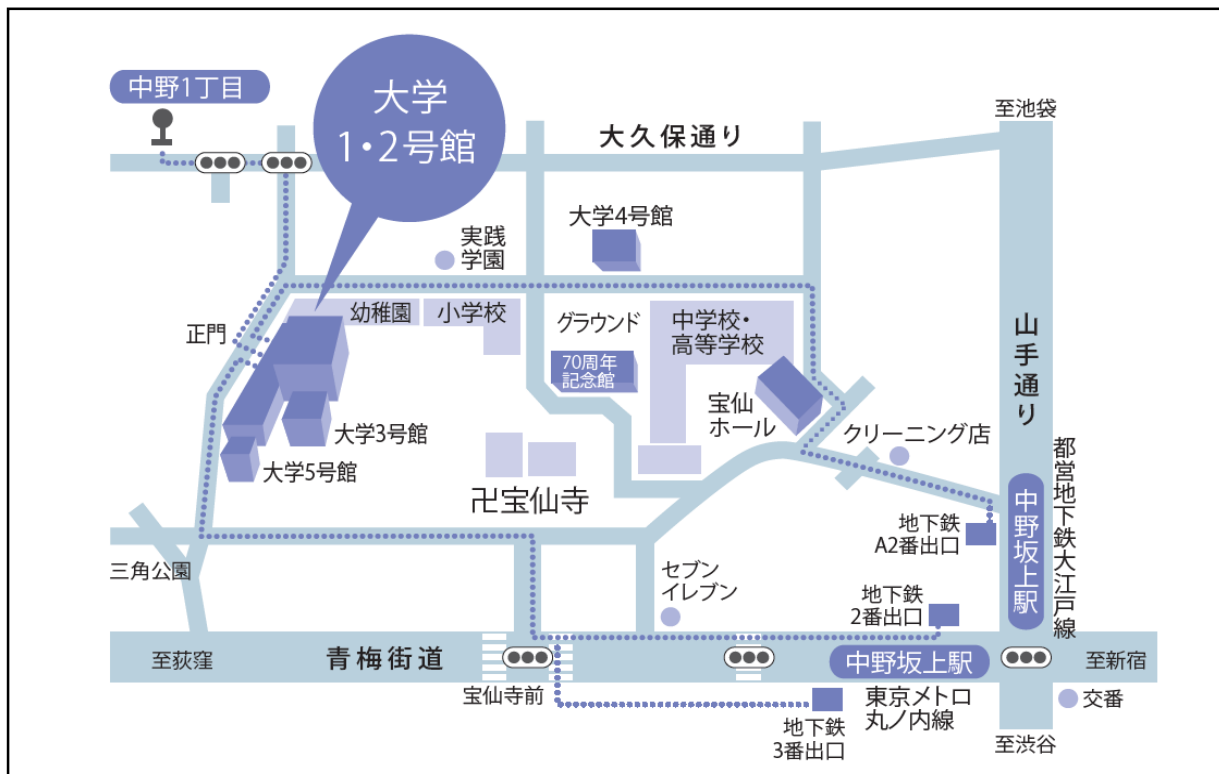 中野1丁目
大学
1・2号館
大久保通り
至池袋
実践
学園
大学4号館
正門
幼稚園
小学校
グラウンド
中学校・
高等学校
70周年
記念館
宝仙
ホール
山手通り
大学3号館
クリーニング店
大学5号館
卍宝仙寺
都営地下鉄大江戸線
中野坂上駅
地下鉄
A2番出口
三角公園
セブン
イレブン
地下鉄
2番出口
至荻窪
青梅街道
中野坂上駅
至新宿
宝仙寺前
東京メトロ
丸ノ内線
交番
地下鉄
3番出口
至渋谷